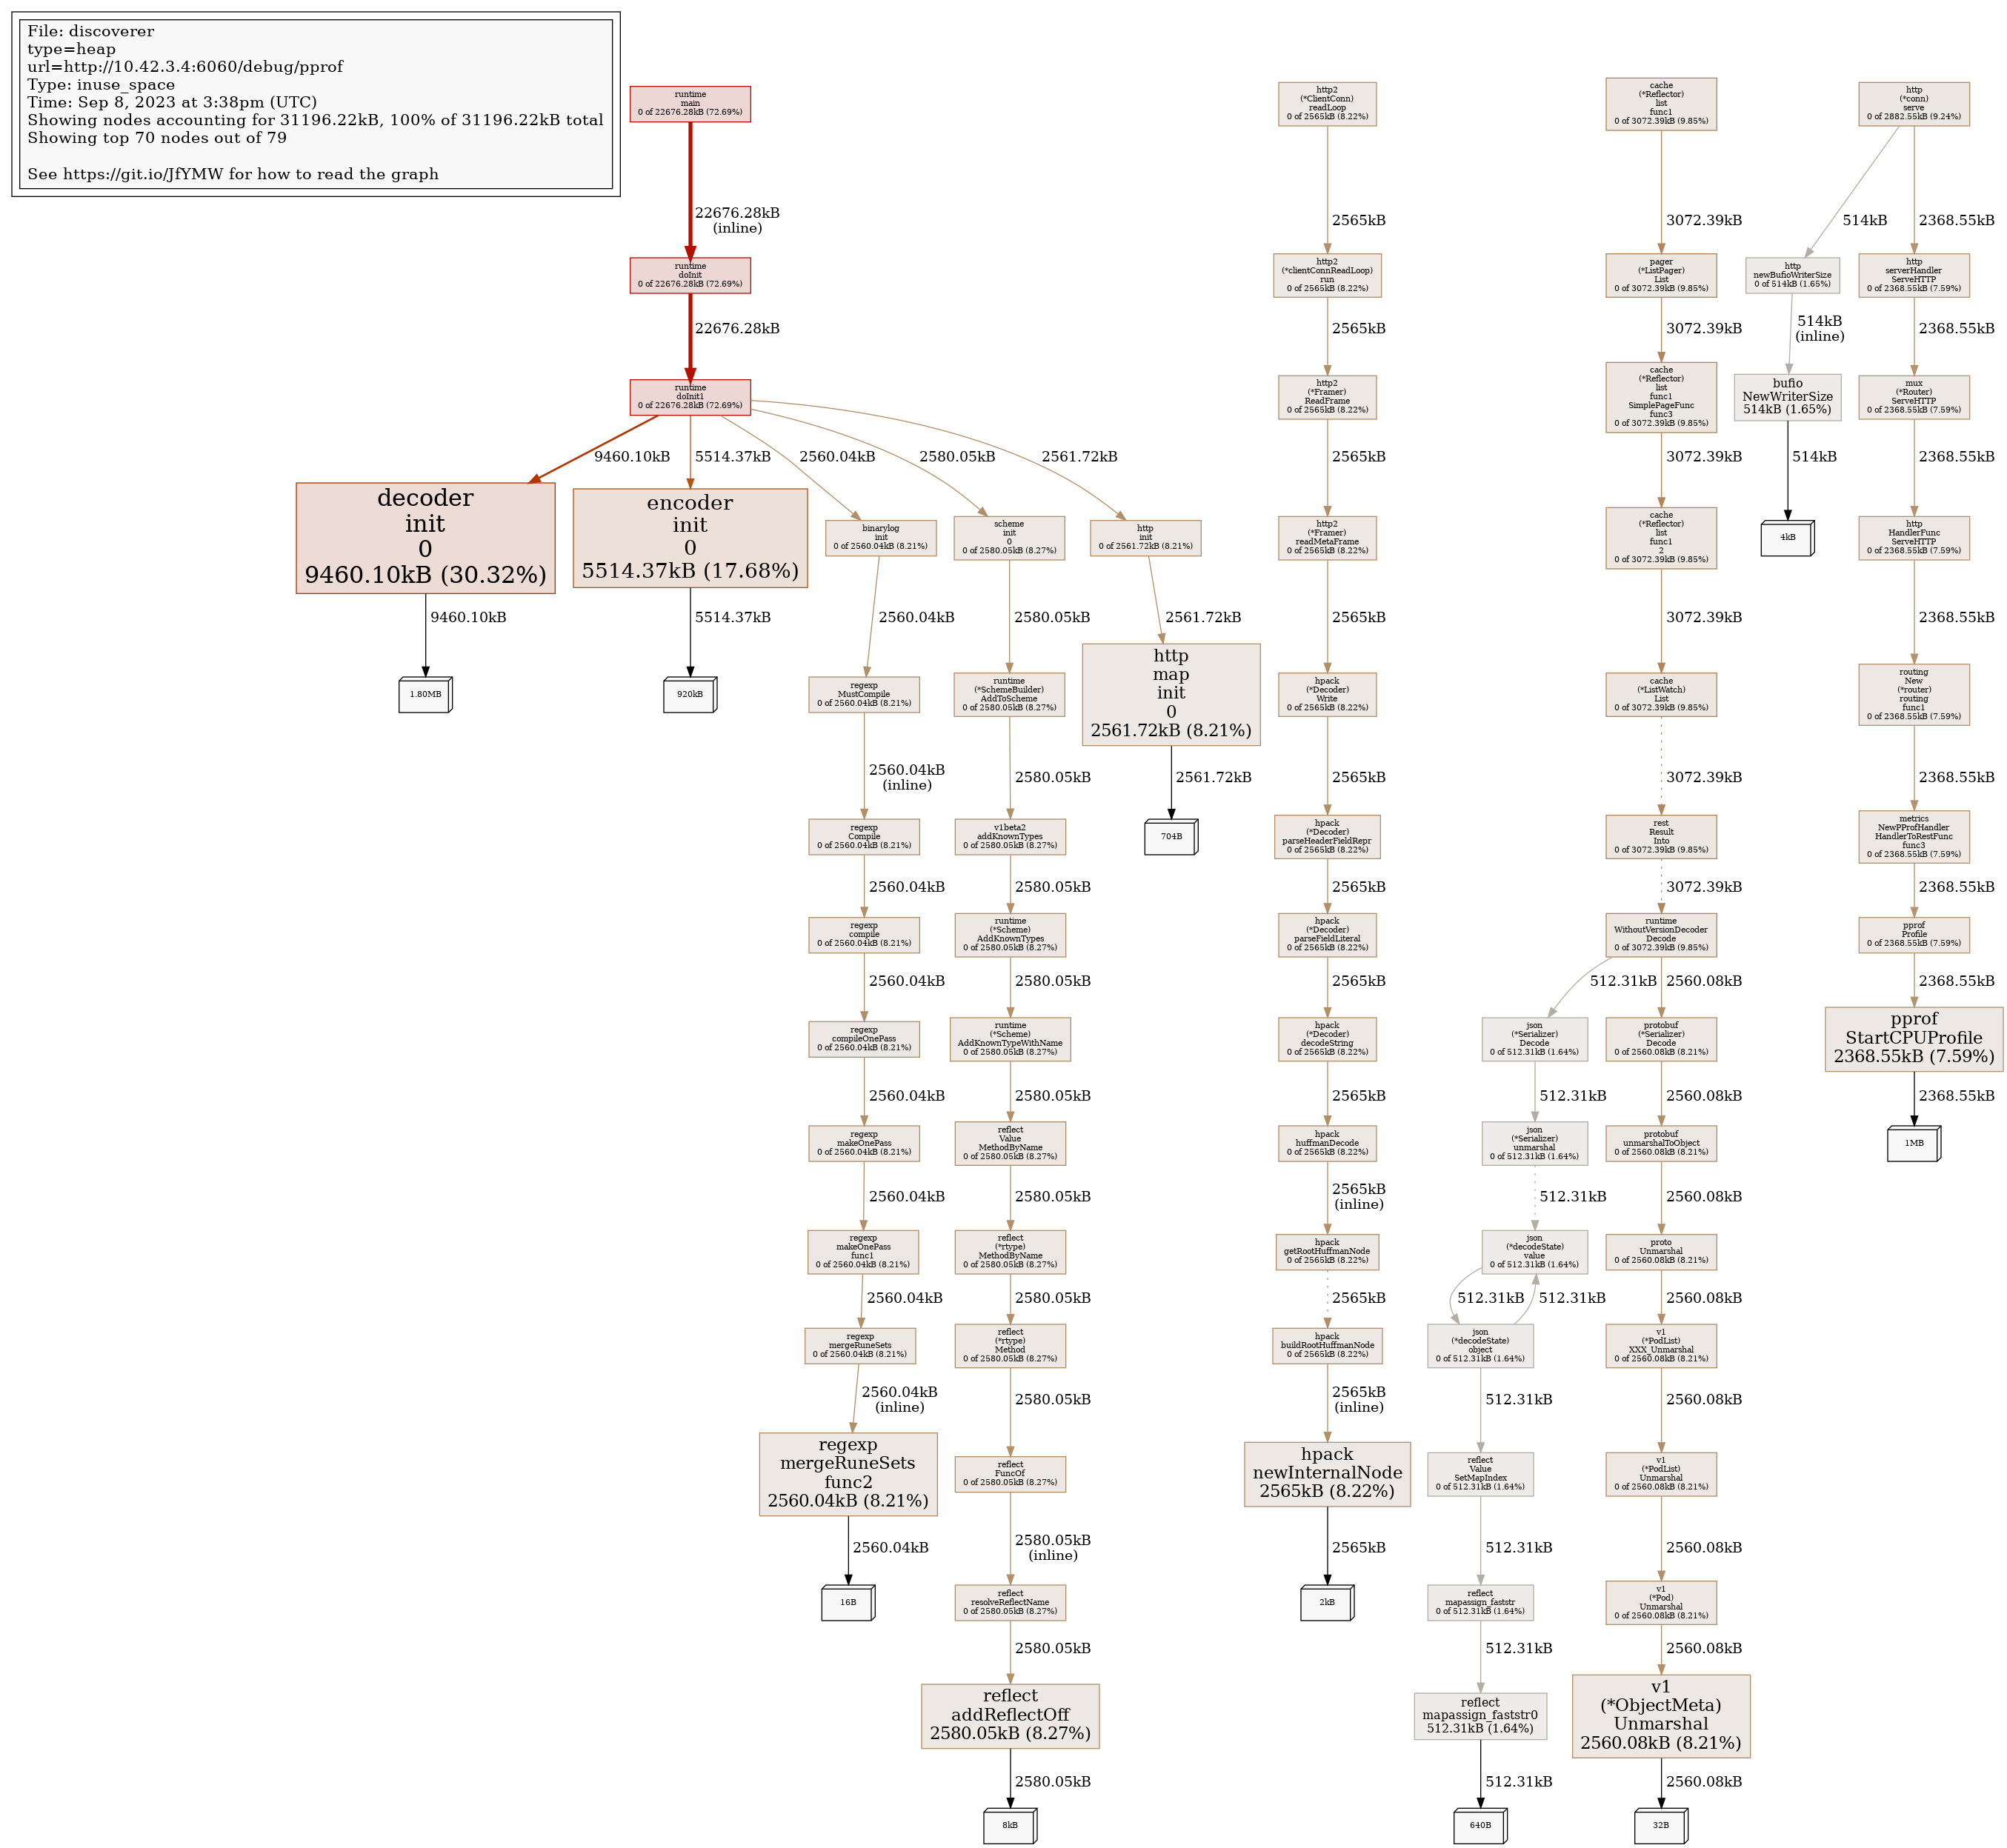 File: discoverer
type=heap
url=http://10.42.3.4:6060/debug/pprof
Type: inuse_space
Time: Sep 8, 2023 at 3:38pm (UTC)
Showing nodes accounting for 31196.22kB, 100% of 31196.22kB total
Showing top 70 nodes out of 79
See https://git.io/JfYMW for how to read the graph
runtime
main
0 of 22676.28kB (72.69%)
22676.28kB
(inline)
runtime
doInit
0 of 22676.28kB (72.69%)
22676.28kB
runtime
doInit1
0 of 22676.28kB (72.69%)
9460.10kB
5514.37kB
2560.04kB
2580.05kB
2561.72kB
decoder
init
0
9460.10kB (30.32%)
9460.10kB
1.80MB
encoder
init
0
5514.37kB (17.68%)
5514.37kB
920kB
binarylog
init
0 of 2560.04kB (8.21%)
2560.04kB
regexp
MustCompile
0 of 2560.04kB (8.21%)
2560.04kB
(inline)
regexp
Compile
0 of 2560.04kB (8.21%)
2560.04kB
regexp
compile
0 of 2560.04kB (8.21%)
2560.04kB
regexp
compileOnePass
0 of 2560.04kB (8.21%)
2560.04kB
regexp
makeOnePass
0 of 2560.04kB (8.21%)
2560.04kB
regexp
makeOnePass
func1
0 of 2560.04kB (8.21%)
2560.04kB
regexp
mergeRuneSets
0 of 2560.04kB (8.21%)
2560.04kB
(inline)
regexp
mergeRuneSets
func2
2560.04kB (8.21%)
2560.04kB
16B
scheme
init
0
0 of 2580.05kB (8.27%)
2580.05kB
runtime
(*SchemeBuilder)
AddToScheme
0 of 2580.05kB (8.27%)
2580.05kB
v1beta2
addKnownTypes
0 of 2580.05kB (8.27%)
2580.05kB
runtime
(*Scheme)
AddKnownTypes
0 of 2580.05kB (8.27%)
2580.05kB
runtime
(*Scheme)
AddKnownTypeWithName
0 of 2580.05kB (8.27%)
2580.05kB
reflect
Value
MethodByName
0 of 2580.05kB (8.27%)
2580.05kB
reflect
(*rtype)
MethodByName
0 of 2580.05kB (8.27%)
2580.05kB
reflect
(*rtype)
Method
0 of 2580.05kB (8.27%)
2580.05kB
reflect
FuncOf
0 of 2580.05kB (8.27%)
2580.05kB
(inline)
reflect
resolveReflectName
0 of 2580.05kB (8.27%)
2580.05kB
reflect
addReflectOff
2580.05kB (8.27%)
2580.05kB
8kB
http
init
0 of 2561.72kB (8.21%)
2561.72kB
http
map
init
0
2561.72kB (8.21%)
2561.72kB
704B
http2
(*ClientConn)
readLoop
0 of 2565kB (8.22%)
2565kB
http2
(*clientConnReadLoop)
run
0 of 2565kB (8.22%)
2565kB
http2
(*Framer)
ReadFrame
0 of 2565kB (8.22%)
2565kB
http2
(*Framer)
readMetaFrame
0 of 2565kB (8.22%)
2565kB
hpack
(*Decoder)
Write
0 of 2565kB (8.22%)
2565kB
hpack
(*Decoder)
parseHeaderFieldRepr
0 of 2565kB (8.22%)
2565kB
hpack
(*Decoder)
parseFieldLiteral
0 of 2565kB (8.22%)
2565kB
hpack
(*Decoder)
decodeString
0 of 2565kB (8.22%)
2565kB
hpack
huffmanDecode
0 of 2565kB (8.22%)
2565kB
(inline)
hpack
getRootHuffmanNode
0 of 2565kB (8.22%)
2565kB
hpack
buildRootHuffmanNode
0 of 2565kB (8.22%)
2565kB
(inline)
hpack
newInternalNode
2565kB (8.22%)
2565kB
2kB
cache
(*Reflector)
list
func1
0 of 3072.39kB (9.85%)
3072.39kB
pager
(*ListPager)
List
0 of 3072.39kB (9.85%)
3072.39kB
cache
(*Reflector)
list
func1
SimplePageFunc
func3
0 of 3072.39kB (9.85%)
3072.39kB
cache
(*Reflector)
list
func1
2
0 of 3072.39kB (9.85%)
3072.39kB
cache
(*ListWatch)
List
0 of 3072.39kB (9.85%)
3072.39kB
rest
Result
Into
0 of 3072.39kB (9.85%)
3072.39kB
runtime
WithoutVersionDecoder
Decode
0 of 3072.39kB (9.85%)
512.31kB
2560.08kB
json
(*Serializer)
Decode
0 of 512.31kB (1.64%)
512.31kB
json
(*Serializer)
unmarshal
0 of 512.31kB (1.64%)
512.31kB
json
(*decodeState)
value
0 of 512.31kB (1.64%)
512.31kB
512.31kB
json
(*decodeState)
object
0 of 512.31kB (1.64%)
512.31kB
reflect
Value
SetMapIndex
0 of 512.31kB (1.64%)
512.31kB
reflect
mapassign_faststr
0 of 512.31kB (1.64%)
512.31kB
reflect
mapassign_faststr0
512.31kB (1.64%)
512.31kB
640B
protobuf
(*Serializer)
Decode
0 of 2560.08kB (8.21%)
2560.08kB
protobuf
unmarshalToObject
0 of 2560.08kB (8.21%)
2560.08kB
proto
Unmarshal
0 of 2560.08kB (8.21%)
2560.08kB
v1
(*PodList)
XXX_Unmarshal
0 of 2560.08kB (8.21%)
2560.08kB
v1
(*PodList)
Unmarshal
0 of 2560.08kB (8.21%)
2560.08kB
v1
(*Pod)
Unmarshal
0 of 2560.08kB (8.21%)
2560.08kB
v1
(*ObjectMeta)
Unmarshal
2560.08kB (8.21%)
2560.08kB
32B
http
(*conn)
serve
0 of 2882.55kB (9.24%)
514kB
2368.55kB
http
newBufioWriterSize
0 of 514kB (1.65%)
514kB
(inline)
bufio
NewWriterSize
514kB (1.65%)
514kB
4kB
http
serverHandler
ServeHTTP
0 of 2368.55kB (7.59%)
2368.55kB
mux
(*Router)
ServeHTTP
0 of 2368.55kB (7.59%)
2368.55kB
http
HandlerFunc
ServeHTTP
0 of 2368.55kB (7.59%)
2368.55kB
routing
New
(*router)
routing
func1
0 of 2368.55kB (7.59%)
2368.55kB
metrics
NewPProfHandler
HandlerToRestFunc
func3
0 of 2368.55kB (7.59%)
2368.55kB
pprof
Profile
0 of 2368.55kB (7.59%)
2368.55kB
pprof
StartCPUProfile
2368.55kB (7.59%)
2368.55kB
1MB